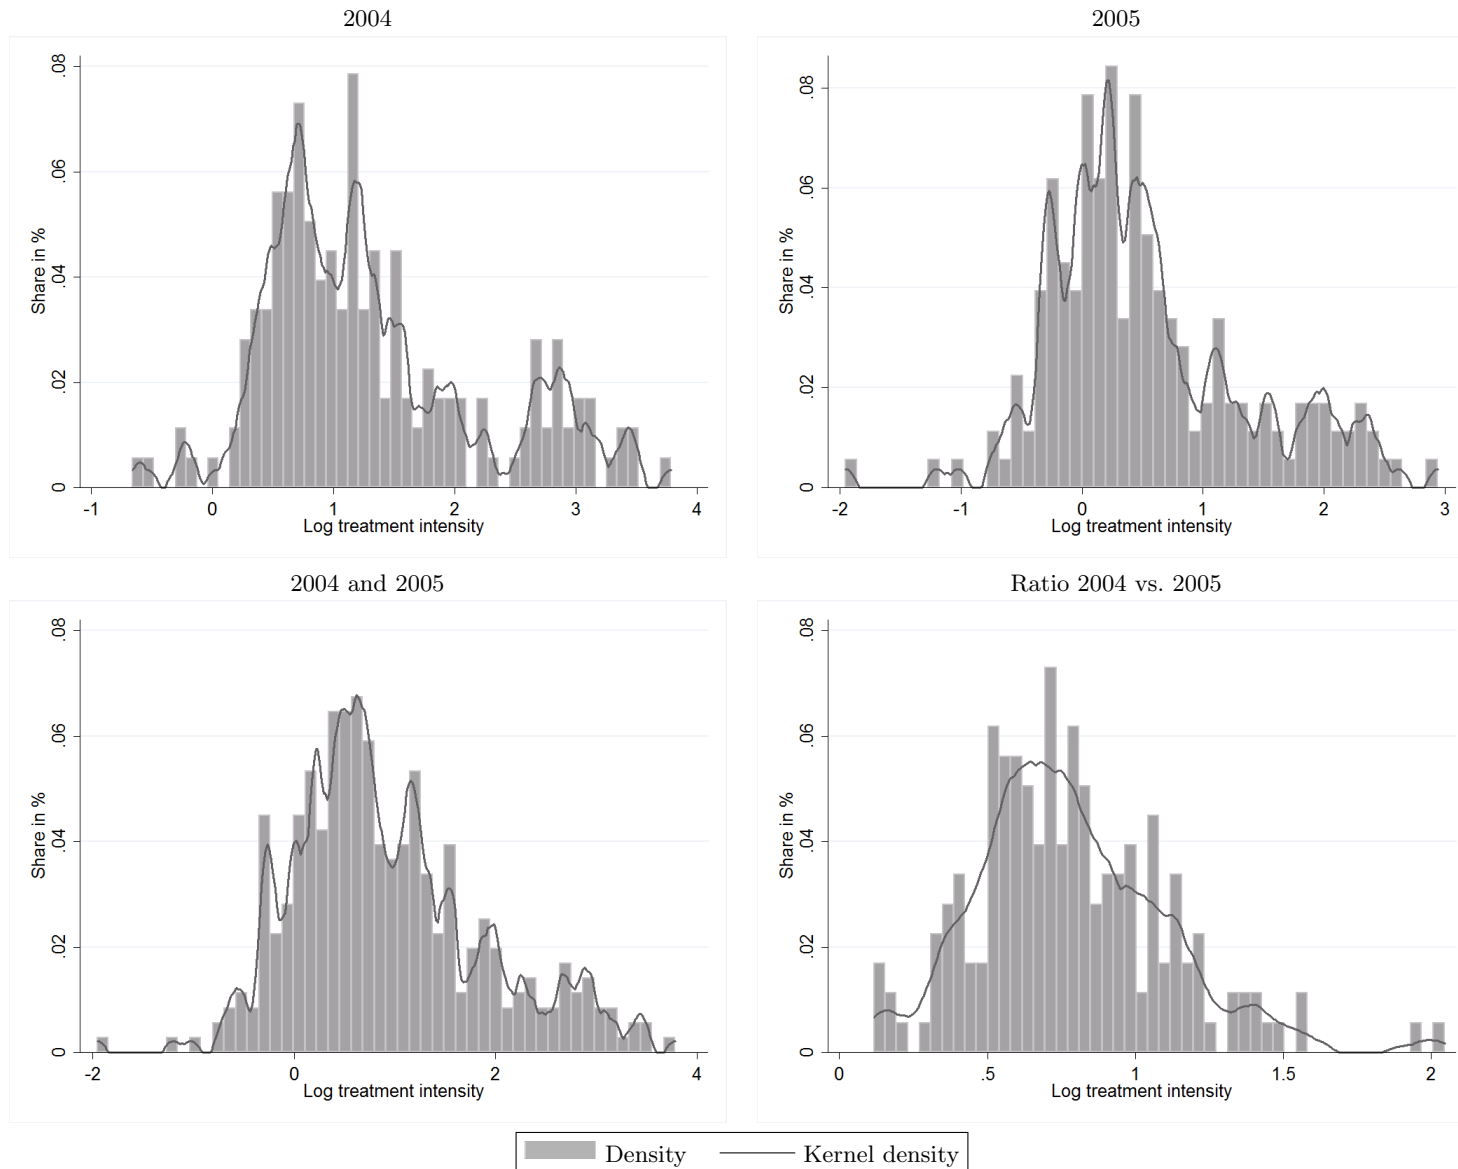 2004
.08
.06
.04
.02
0
Share in %
-1 0 1 2 3 4
Log treatment intensity
2005
.08
.06
.04
.02
0
Share in %
-2 -1 0 1 2 3
Log treatment intensity
2004 and 2005
.08
.06
.04
.02
0
Share in %
-2 0 2 4
Log treatment intensity
Ratio 2004 vs. 2005
.08
.06
.04
.02
0
Share in %
0 .5 1 1.5 2
Log treatment intensity
Density Kernel density